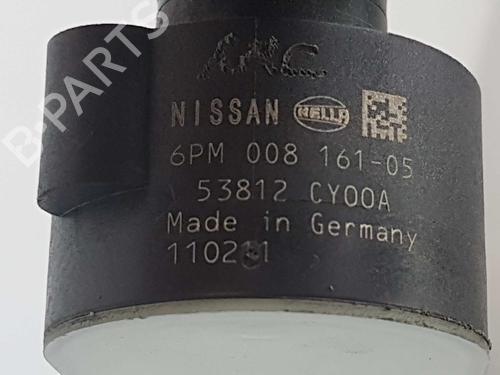 B-PARTS
NISSAN HELLA
6PM 008 161-05
53812 CY00A
Made in Germany